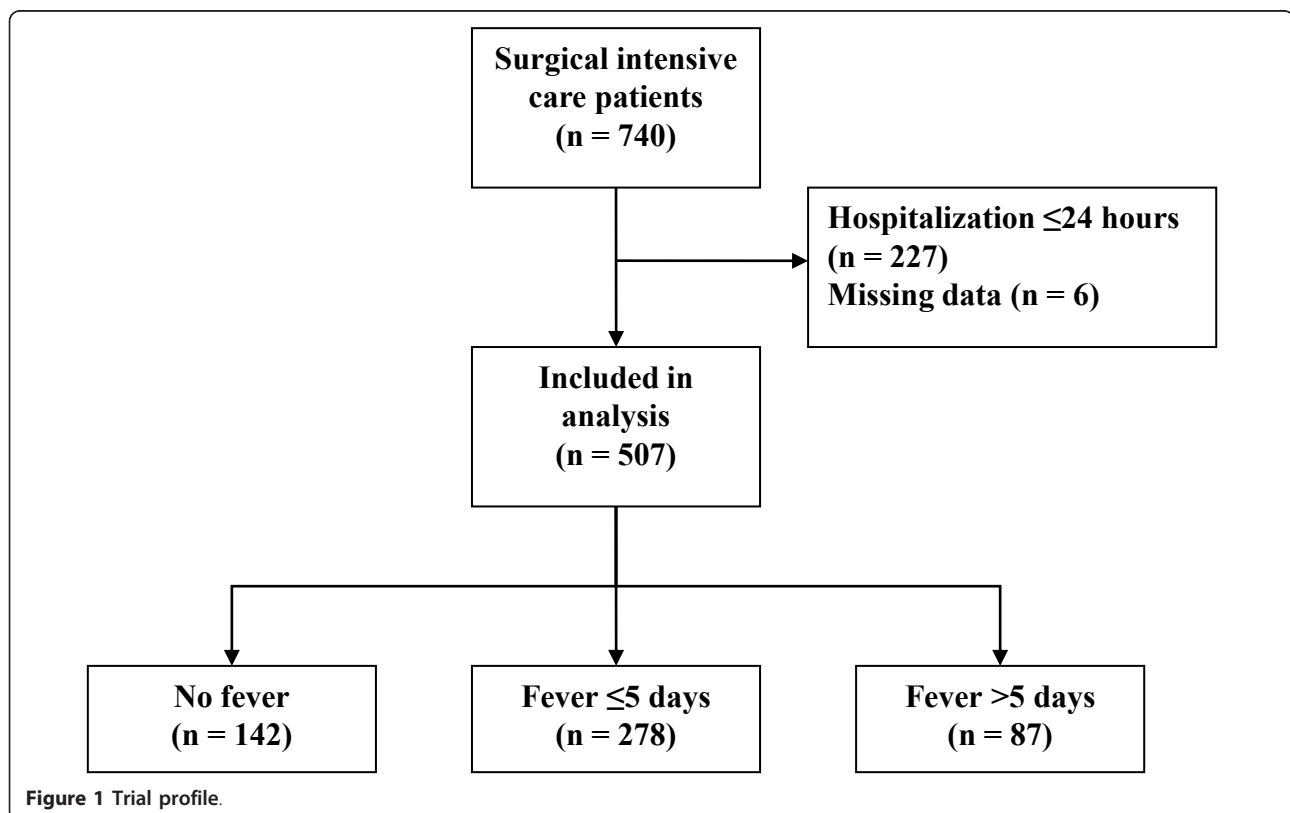 Surgical intensive
care patients
(n = 740)
Hospitalization ≤24 hours
(n = 227)
Missing data (n = 6)
Included in
analysis
(n = 507)
No fever
(n = 142)
Fever ≤5 days
(n = 278)
Fever >5 days
(n = 87)
Figure 1 Trial profile.